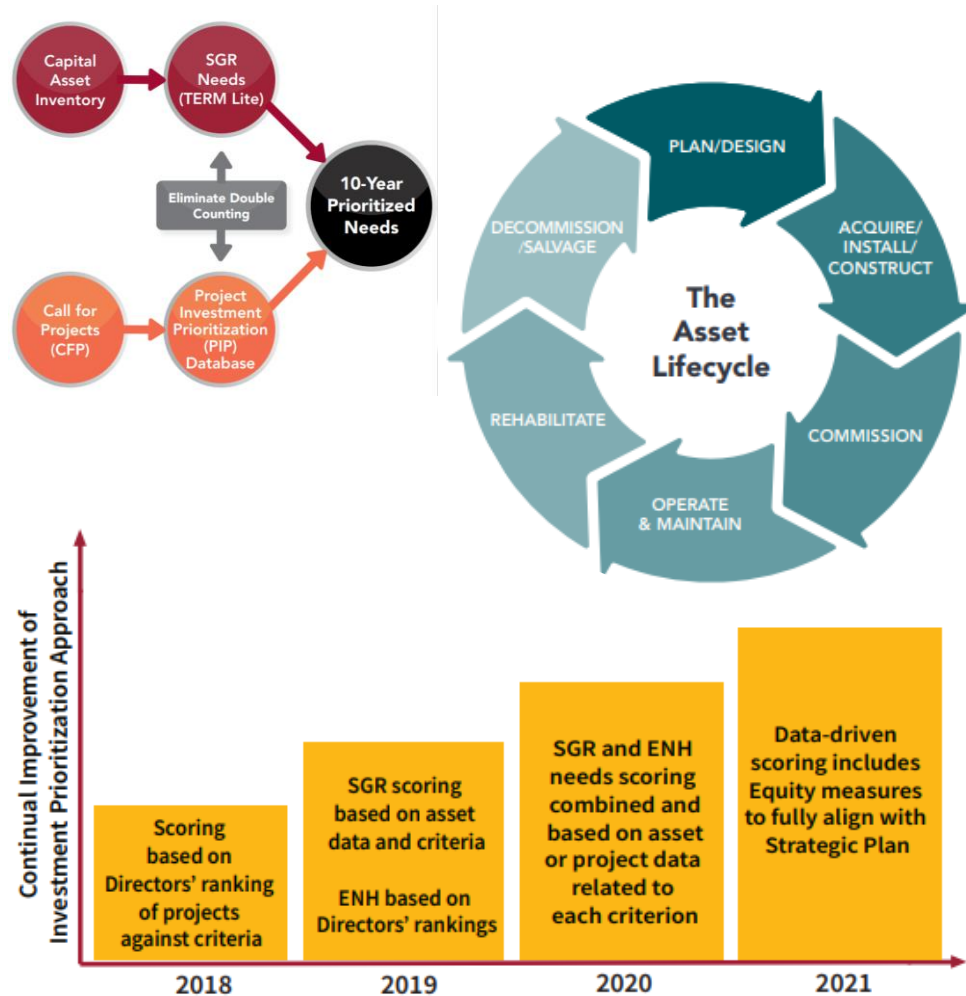 Capital
Asset
Inventory
SGR
Needs
(TERM Lite)
Eliminate Double
Counting
10-Year
Prioritized
Needs
Call for
Projects
(CFP)
Project
Investment
Prioritization
(PIP)
Database
The
Asset
Lifecycle
PLAN/DESIGN
ACQUIRE/
INSTALL/
CONSTRUCT
COMMISSION
OPERATE
& MAINTAIN
REHABILITATE
DECOMMISSION
/SALVAGE
Continual Improvement of
Investment Prioritization Approach
Scoring
based on
Directors’ ranking
of projects
against criteria
SGR scoring
based on asset
data and criteria
ENH based on
Directors’ rankings
SGR and ENH
needs scoring
combined and
based on asset
or project data
related to
each criterion
Data-driven
scoring includes
Equity measures
to fully align with
Strategic Plan
2018
2019
2020
2021